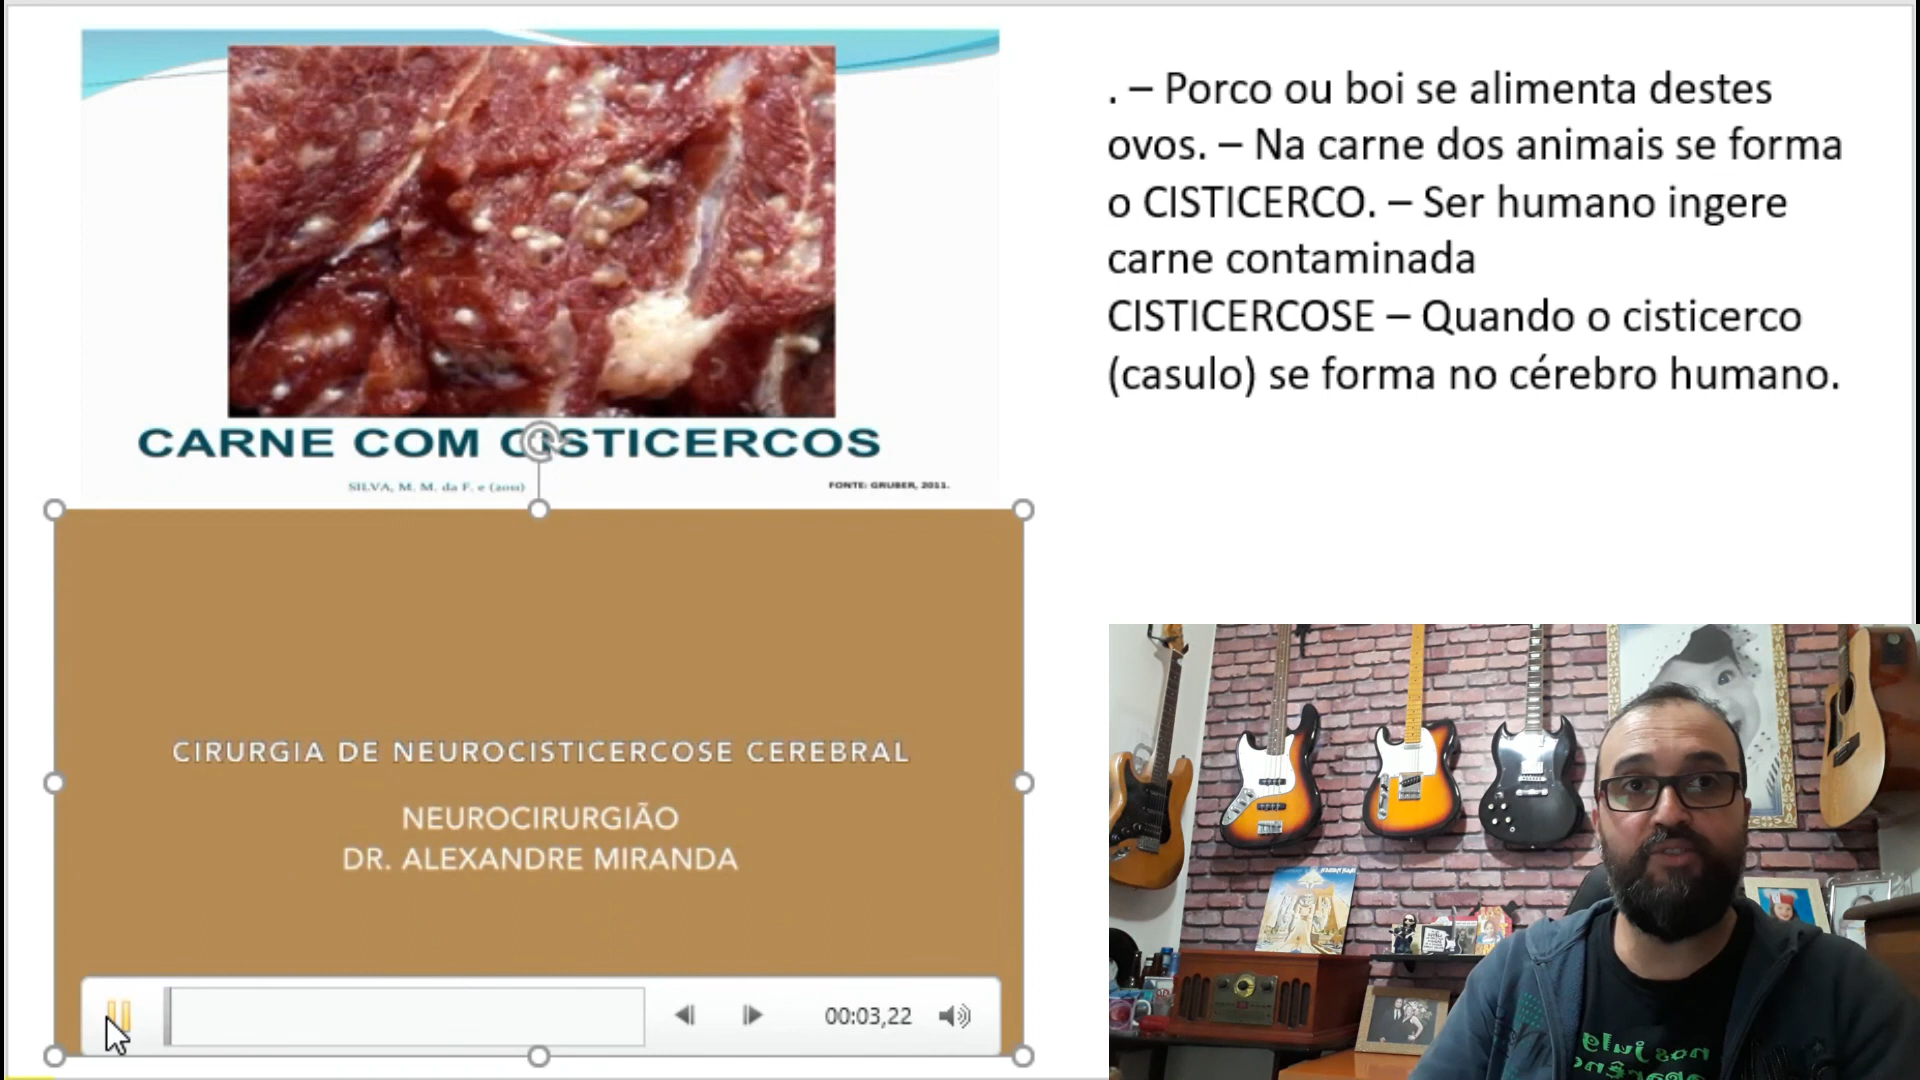 . – Porco ou boi se alimenta destes
ovos. – Na carne dos animais se forma
o CISTICERCO. – Ser humano ingere
carne contaminada
CISTICERCOSE – Quando o cisticerco
(casulo) se forma no cérebro humano.
CARNE COM CISTICERCOS
SILVA, M. M. da F. e (2011)
FONTE: GRUBER, 2011.
CIRURGIA DE NEUROCISTICERCOSE CEREBRAL
NEUROCIRURGIÃO
DR. ALEXANDRE MIRANDA
00:03,22